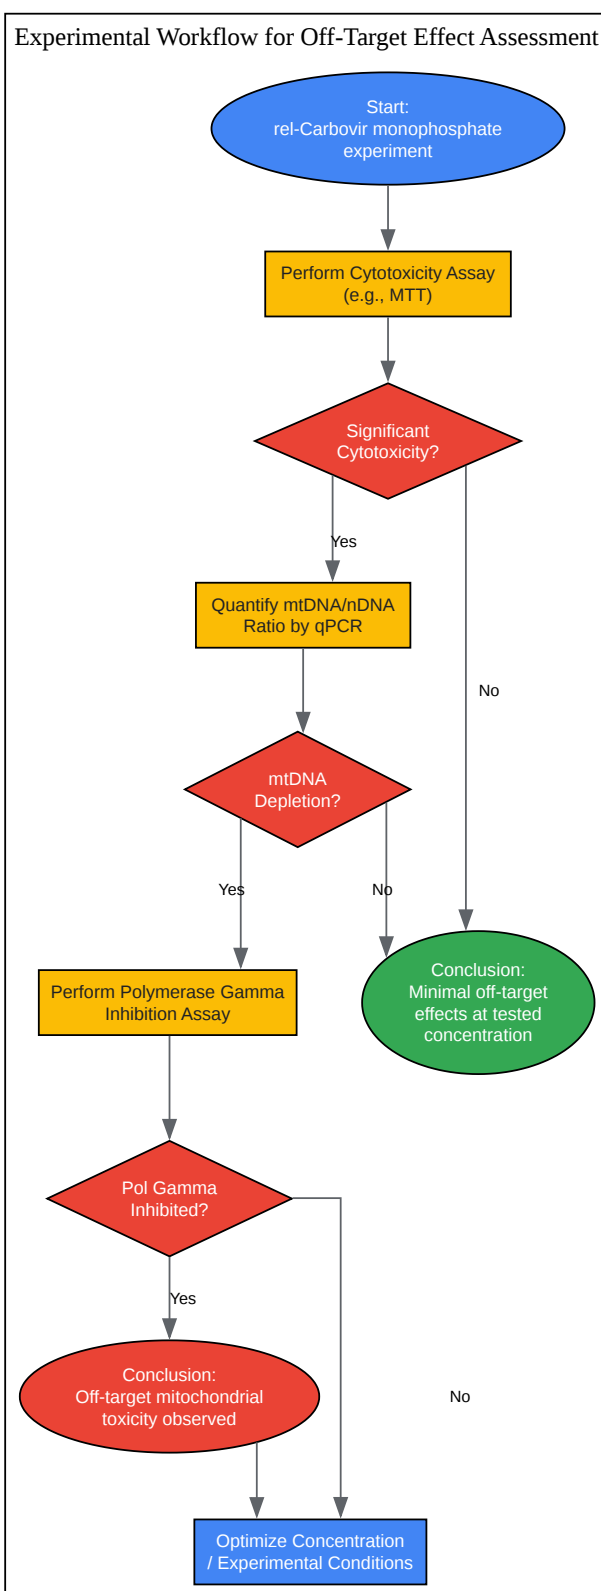 Experimental Workflow for Off-Target Effect Assessment
Start:
rel-Carbovir monophosphate
experiment
Perform Cytotoxicity Assay
(e.g., MTT)
Significant
Cytotoxicity?
Yes
Quantify mtDNA/nDNA
Ratio by qPCR
No
mtDNA
Depletion?
Yes
No
Conclusion:
Minimal off-target
effects at tested
concentration
Perform Polymerase Gamma
Inhibition Assay
Pol Gamma
Inhibited?
Yes
Conclusion:
Off-target mitochondrial
toxicity observed
No
Optimize Concentration
/ Experimental Conditions